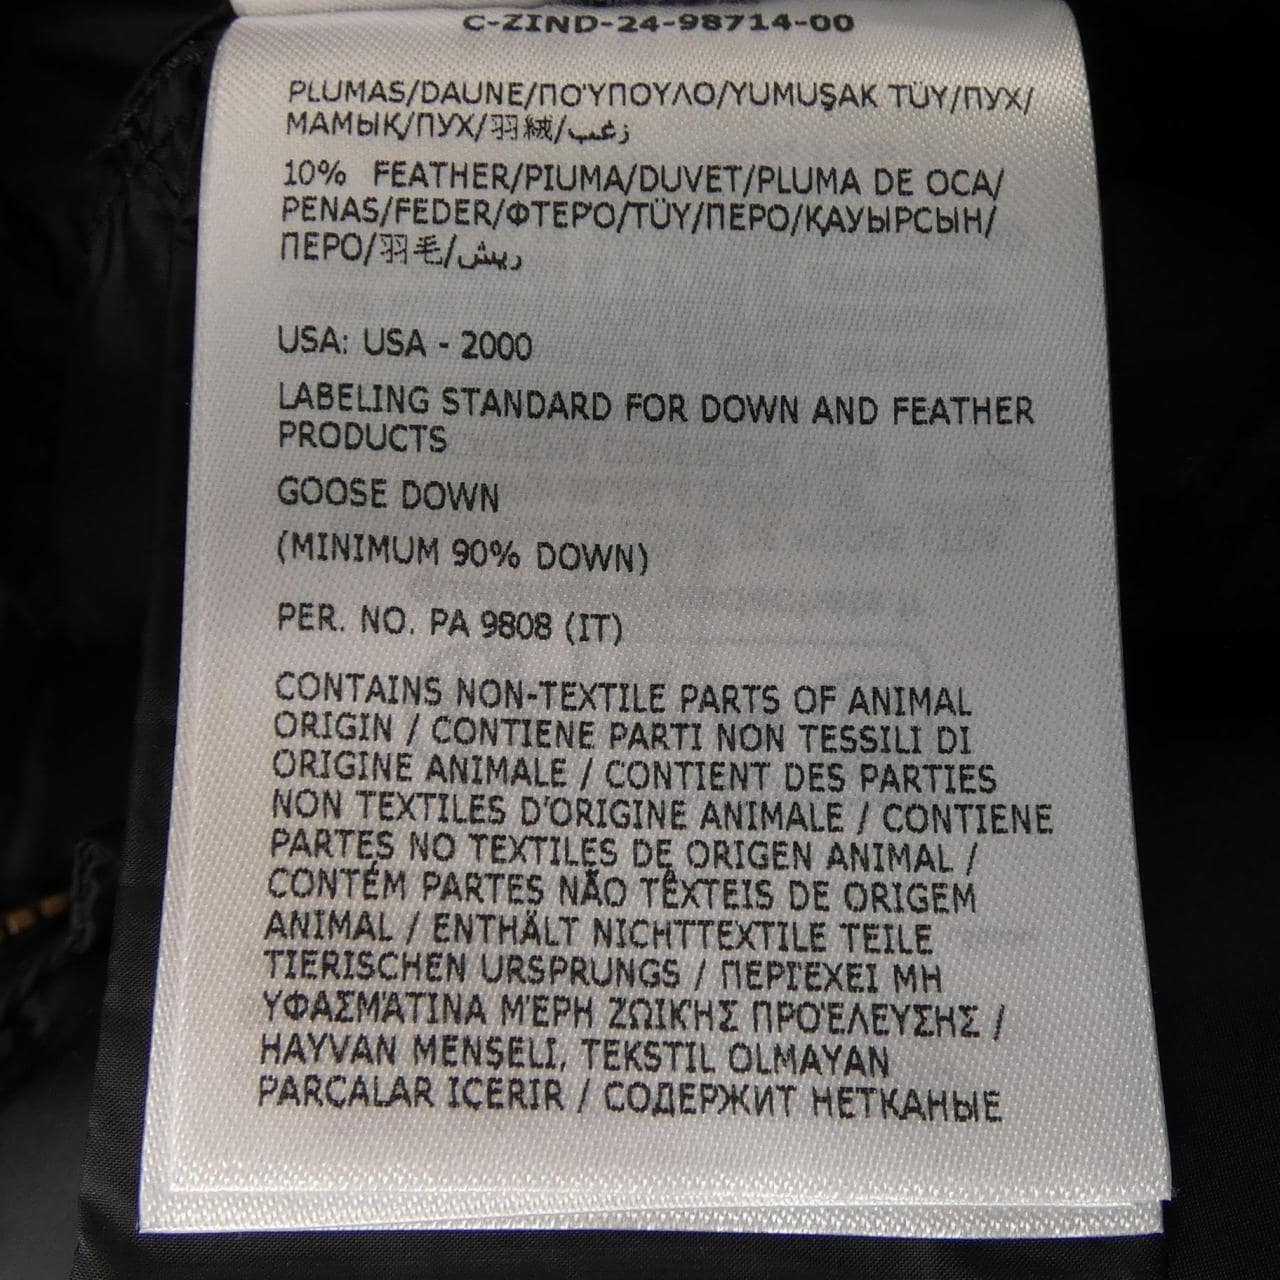 C-ZIND-24-98714-00
PLUMAS/DAUNE/ΠΟΎΠΟΥΛΟ/YUMUŞAK TÜY/ПУХ/
МАМЫҚ/ПУХ/羽絨/زغب
10% FEATHER/PIUMA/DUVET/PLUMA DE OCA/
PENAS/FEDER/ΦΤΕΡΌ/TÜY/ПЕРО/ҚАУЫРСЫН/
ПЕРО/羽毛/ريش
USA: USA - 2000
LABELING STANDARD FOR DOWN AND FEATHER
PRODUCTS
GOOSE DOWN
(MINIMUM 90% DOWN)
PER. NO. PA 9808 (IT)
CONTAINS NON-TEXTILE PARTS OF ANIMAL
ORIGIN / CONTIENE PARTI NON TESSILI DI
ORIGINE ANIMALE / CONTIENT DES PARTIES
NON TEXTILES D'ORIGINE ANIMALE / CONTIENE
PARTES NO TEXTILES DE ORIGEN ANIMAL /
CONTÉM PARTES NÃO TÊXTEIS DE ORIGEM
ANIMAL / ENTHÄLT NICHTTEXTILE TEILE
TIERISCHEN URSPRUNGS / ΠΕΡΙΈΧΕΙ ΜΗ
ΥΦΑΣΜΆΤΙΝΑ ΜΈΡΗ ΖΩΙΚΉΣ ΠΡΟΈΛΕΥΣΗΣ /
HAYVAN MENŞELI, TEKSTIL OLMAYAN
PARÇALAR IÇERIR / СОДЕРЖИТ НЕТКАНЫЕ